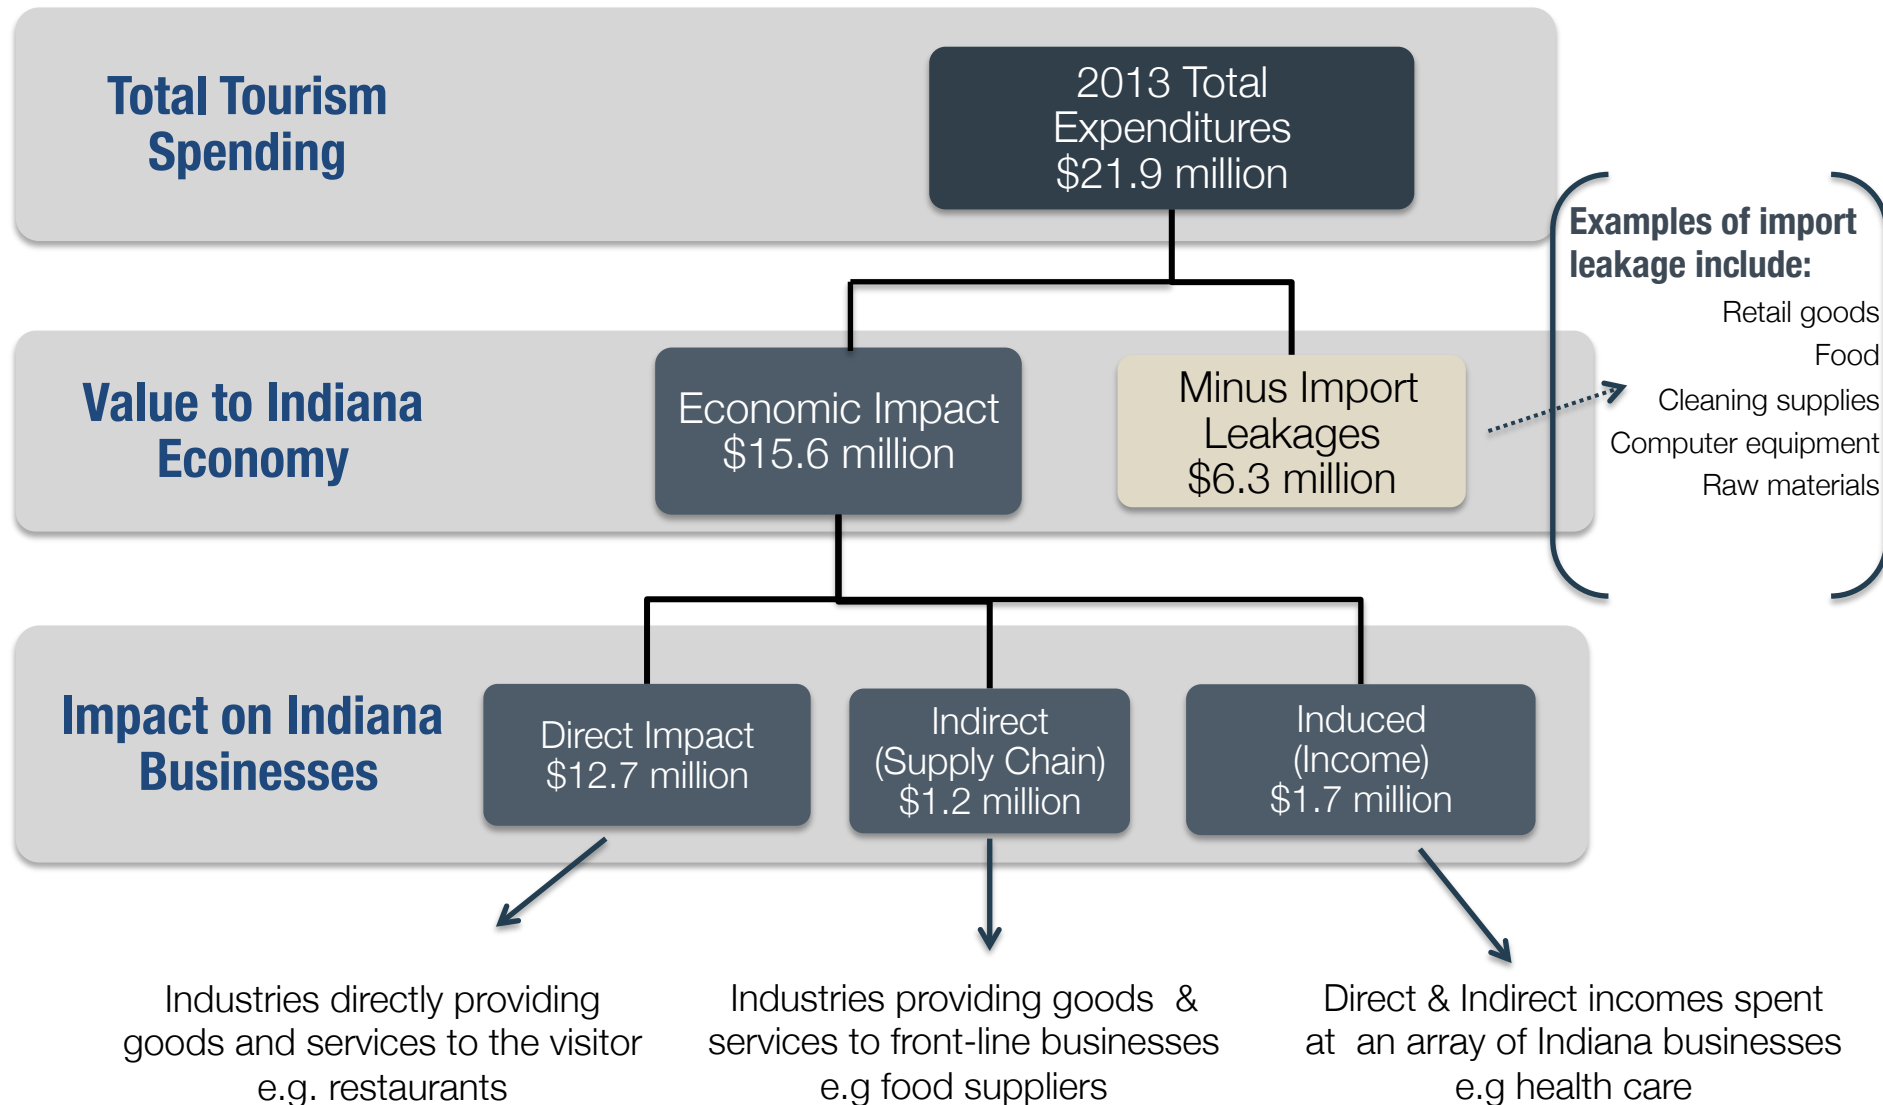 Total Tourism
Spending
2013 Total
Expenditures
$21.9 million
Examples of import
leakage include:
Retail goods
Food
Cleaning supplies
Computer equipment
Raw materials
Value to Indiana
Economy
Economic Impact
$15.6 million
Minus Import
Leakages
$6.3 million
Impact on Indiana
Businesses
Direct Impact
$12.7 million
Indirect
(Supply Chain)
$1.2 million
Induced
(Income)
$1.7 million
Industries directly providing
goods and services to the visitor
e.g. restaurants
Industries providing goods  &
services to front-line businesses
e.g food suppliers
Direct & Indirect incomes spent
at  an array of Indiana businesses
e.g health care